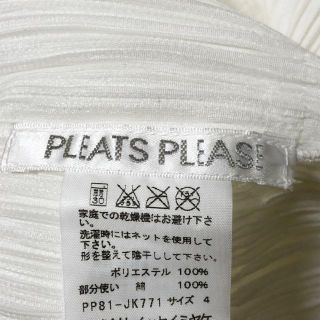 PLEATS PLEASE
家庭での乾燥機はお避け下さい。
洗濯時にはネットを使用して
形を整えて陰干しして下さい。
ポリエステル 100%
部分使い 綿 100%
PP81-JK771 サイズ 4